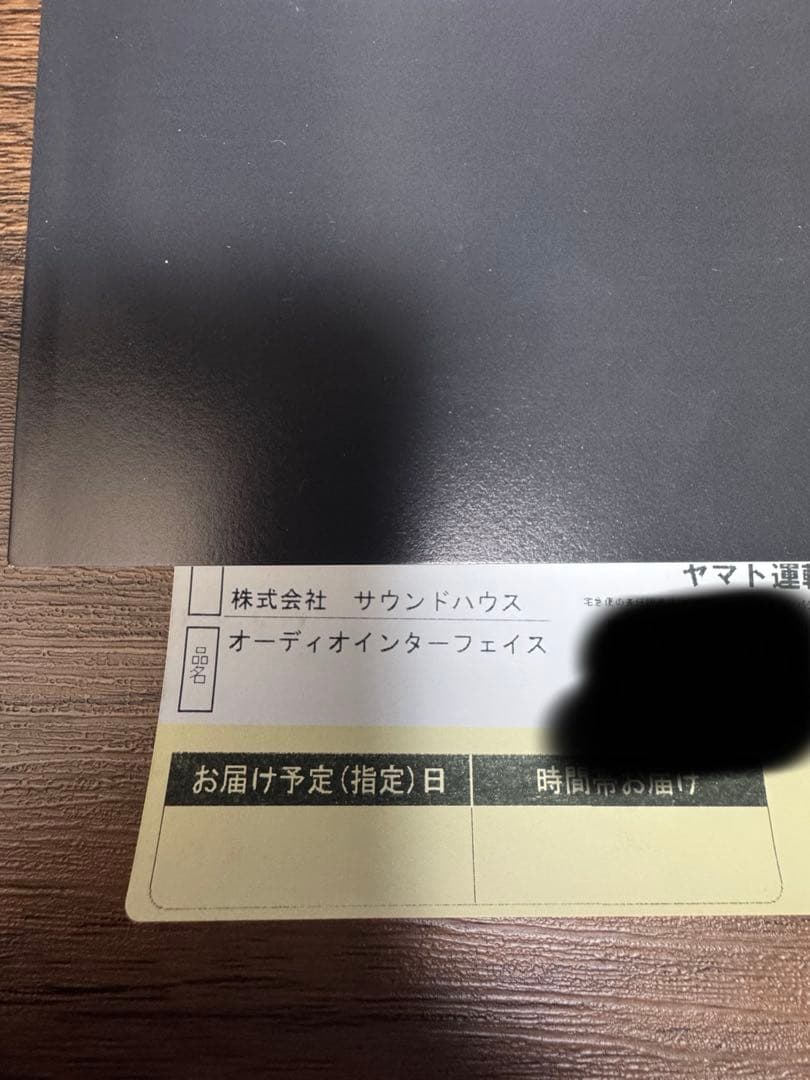 ヤマト運
株式会社 サウンドハウス
品名
オーディオインターフェイス
お届け予定(指定)日
時間帯お届け